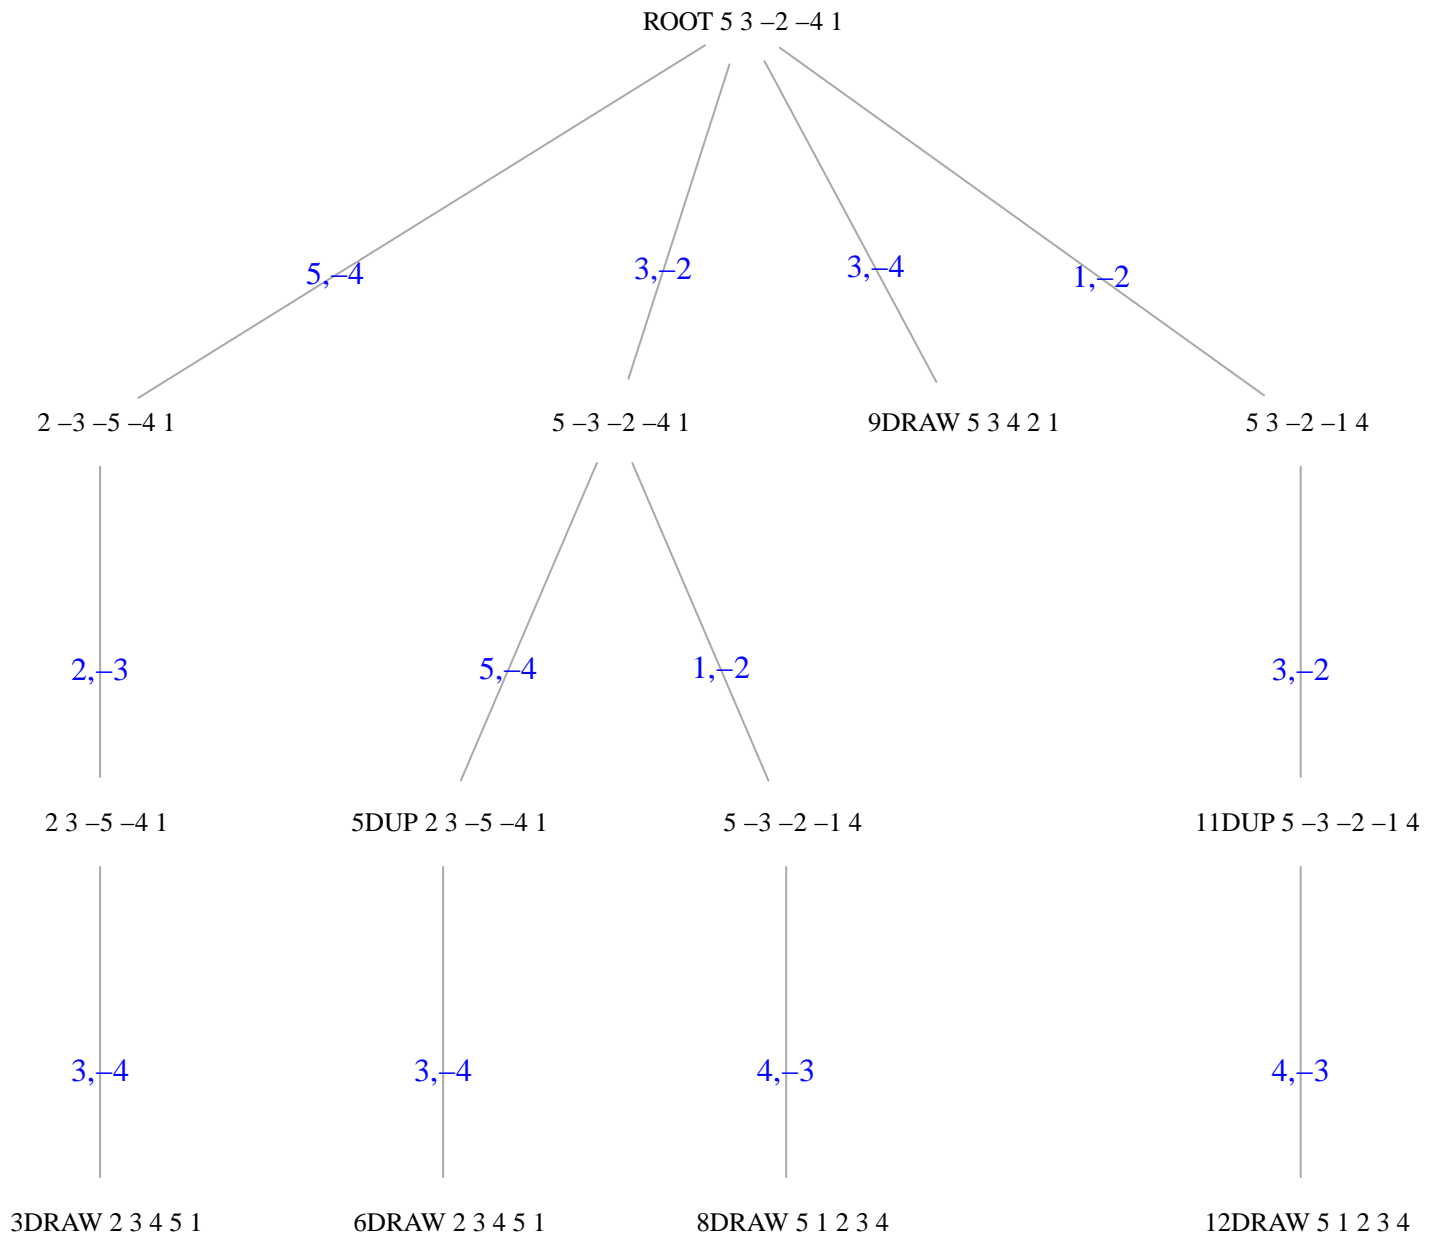 ROOT 5 3 –2 –4 1
5,–4
3,–2
3,–4
1,–2
2 –3 –5 –4 1
5 –3 –2 –4 1
9DRAW 5 3 4 2 1
5 3 –2 –1 4
2,–3
5,–4
1,–2
3,–2
2 3 –5 –4 1
5DUP 2 3 –5 –4 1
5 –3 –2 –1 4
11DUP 5 –3 –2 –1 4
3,–4
3,–4
4,–3
4,–3
3DRAW 2 3 4 5 1
6DRAW 2 3 4 5 1
8DRAW 5 1 2 3 4
12DRAW 5 1 2 3 4